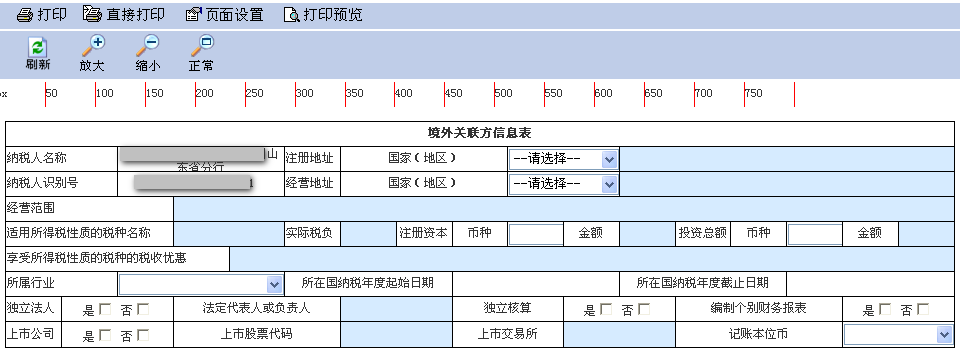 打印 直接打印 页面设置 打印预览
刷新 放大 缩小 正常
x 50 100 150 200 250 300 350 400 450 500 550 600 650 700 750
境外关联方信息表
纳税人名称 山东省分行 注册地址 国家(地区) --请选择--
纳税人识别号 1 经营地址 国家(地区) --请选择--
经营范围
适用所得税性质的税种名称 实际税负 注册资本 币种 金额 投资总额 币种 金额
享受所得税性质的税种的税收优惠
所属行业 所在国纳税年度起始日期 所在国纳税年度截止日期
独立法人 是 否 法定代表人或负责人 独立核算 是 否 编制个别财务报表 是 否
上市公司 是 否 上市股票代码 上市交易所 记账本位币